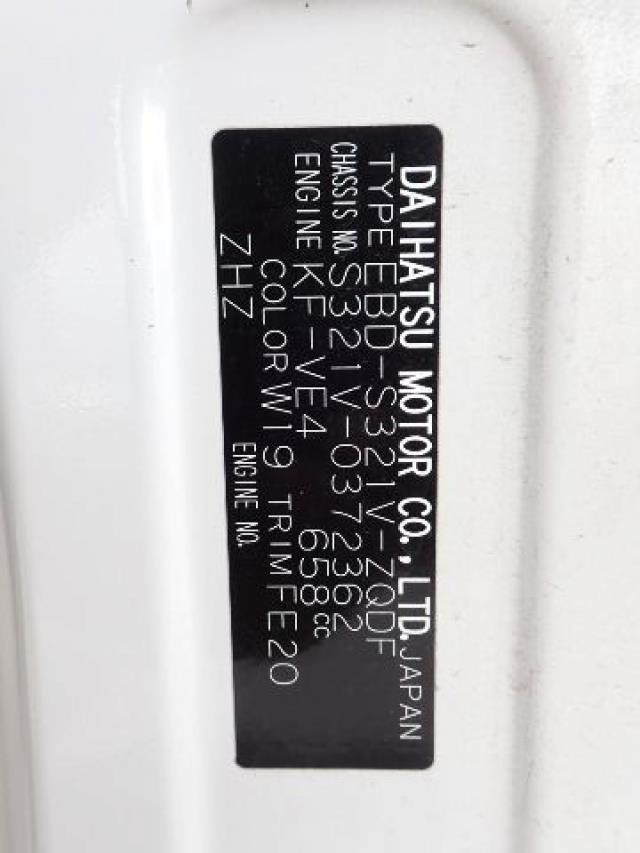 DAIHATSU MOTOR CO., LTD. JAPAN
TYPE EBD-S321V-ZQDF
CHASSIS NO. S321V-0372362
ENGINE KF-VE4 658cc
COLOR W19 TRIM FE20
ZHZ ENGINE NO.